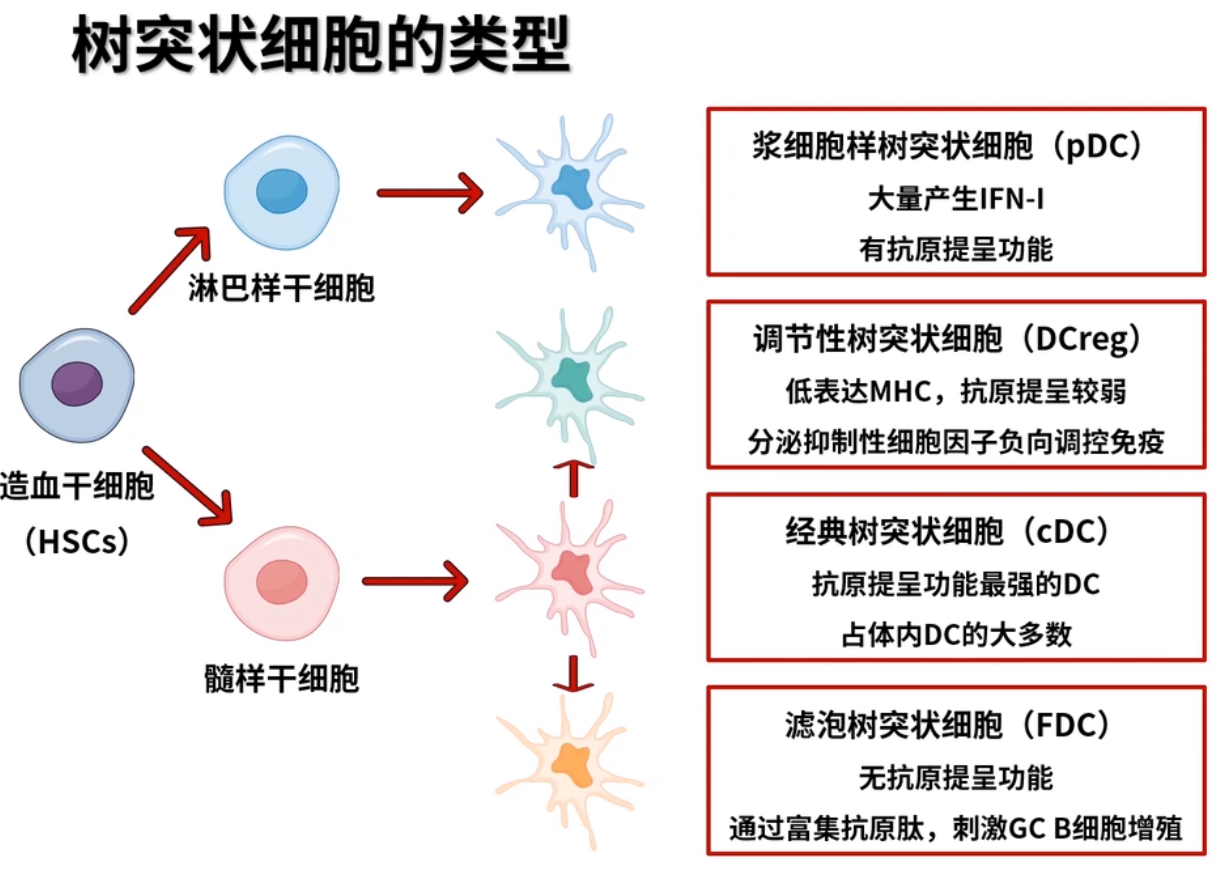 树突状细胞的类型
淋巴样干细胞
造血干细胞
（HSCs）
髓样干细胞
浆细胞样树突状细胞（pDC）
大量产生IFN-I
有抗原提呈功能
调节性树突状细胞（DCreg）
低表达MHC，抗原提呈较弱
分泌抑制性细胞因子负向调控免疫
经典树突状细胞（cDC）
抗原提呈功能最强的DC
占体内DC的大多数
滤泡树突状细胞（FDC）
无抗原提呈功能
通过富集抗原肽，刺激GC B细胞增殖